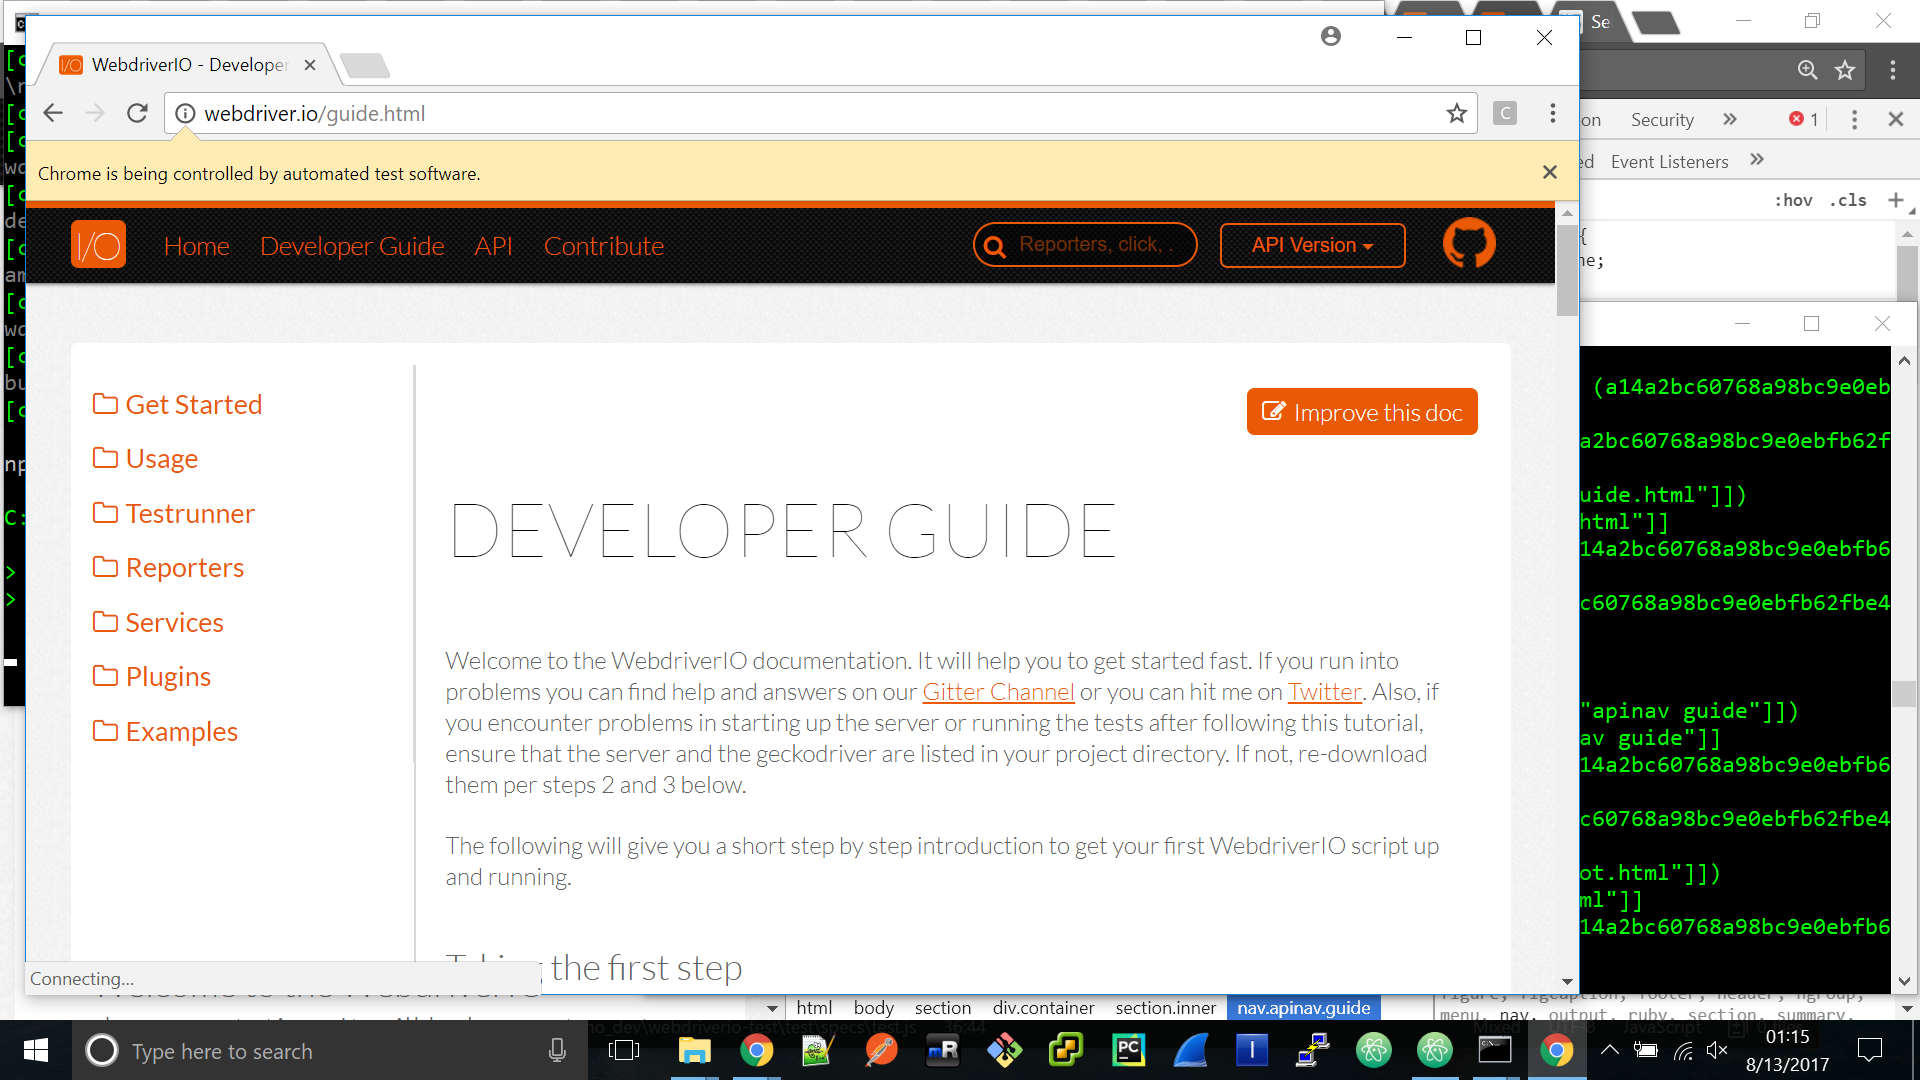 WebdriverIO - Developer
Se
webdriver.io/guide.html
C
Chrome is being controlled by automated test software.
Security
1
Event Listeners
:hov .cls
I/O
Home
Developer Guide
API
Contribute
Reporters, click, .
API Version
Get Started
Usage
Testrunner
Reporters
Services
Plugins
Examples
Improve this doc
DEVELOPER GUIDE
Welcome to the WebdriverIO documentation. It will help you to get started fast. If you run into
problems you can find help and answers on our Gitter Channel or you can hit me on Twitter. Also, if
you encounter problems in starting up the server or running the tests after following this tutorial,
ensure that the server and the geckodriver are listed in your project directory. If not, re-download
them per steps 2 and 3 below.
The following will give you a short step by step introduction to get your first WebdriverIO script up
and running.
the first step
Connecting...
(a14a2bc60768a98bc9e0eb
a2bc60768a98bc9e0ebfb62f
uide.html"]])
html"]]
14a2bc60768a98bc9e0ebfb6
c60768a98bc9e0ebfb62fbe4
"apinav guide"]])
av guide"]]
14a2bc60768a98bc9e0ebfb6
c60768a98bc9e0ebfb62fbe4
ot.html"]])
ml"]]
14a2bc60768a98bc9e0ebfb6
html body section div.container section.inner nav.apinav.guide
menu, nav, output, ruby, section, summary,
Type here to search
01:15
8/13/2017